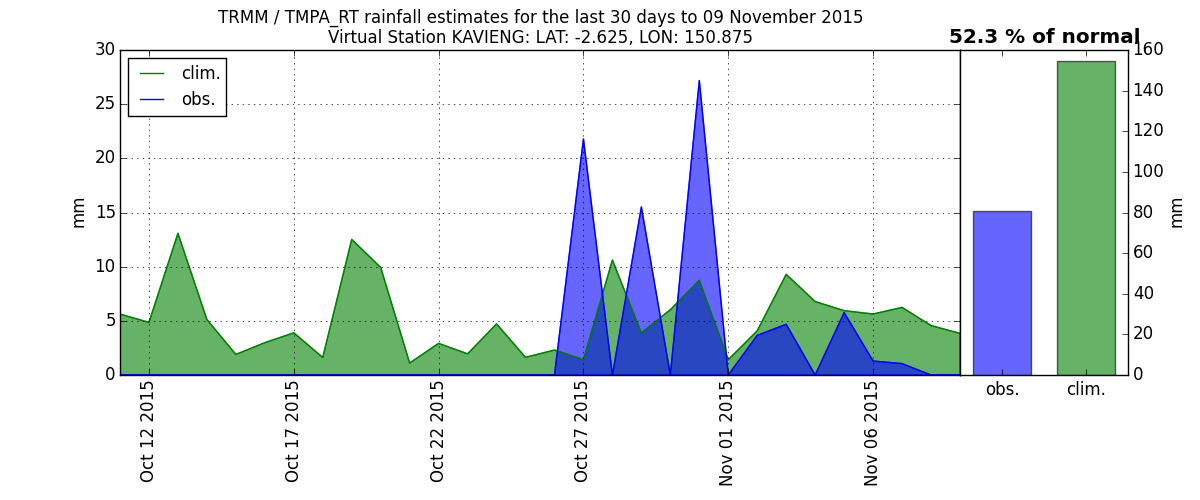 TRMM / TMPA_RT rainfall estimates for the last 30 days to 09 November 2015
Virtual Station KAVIENG: LAT: -2.625, LON: 150.875
52.3 % of normal
clim.
obs.
30
25
20
15
10
5
0
mm
Oct 12 2015
Oct 17 2015
Oct 22 2015
Oct 27 2015
Nov 01 2015
Nov 06 2015
160
140
120
100
80
60
40
20
0
mm
obs.
clim.